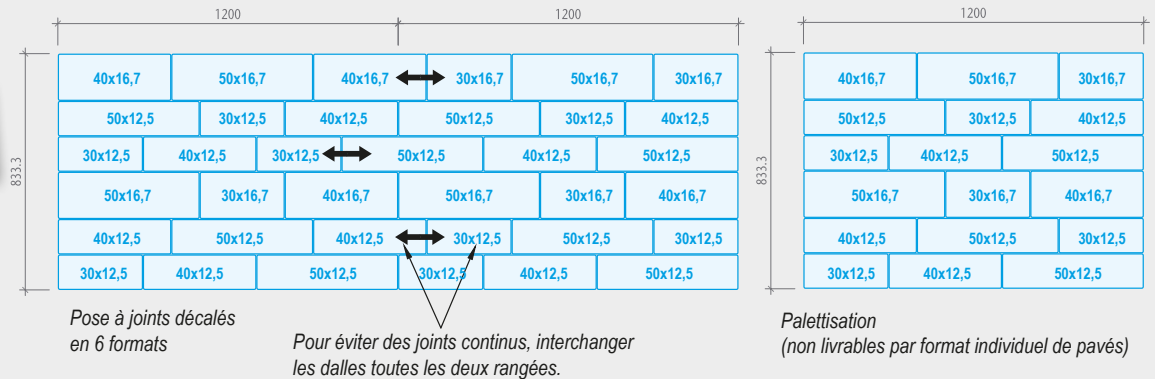 1200 1200
833.3
40x16,7 50x16,7 40x16,7 30x16,7 50x16,7 30x16,7
50x12,5 30x12,5 40x12,5 50x12,5 30x12,5 40x12,5
30x12,5 40x12,5 30x12,5 50x12,5 40x12,5 50x12,5
50x16,7 30x16,7 40x16,7 50x16,7 30x16,7 40x16,7
40x12,5 50x12,5 40x12,5 30x12,5 50x12,5 30x12,5
30x12,5 40x12,5 50x12,5 30x12,5 40x12,5 50x12,5
Pose à joints décalés
en 6 formats
Pour éviter des joints continus, interchanger
les dalles toutes les deux rangées.
1200
833.3
40x16,7 50x16,7 30x16,7
50x12,5 30x12,5 40x12,5
30x12,5 40x12,5 50x12,5
50x16,7 30x16,7 40x16,7
40x12,5 50x12,5 30x12,5
30x12,5 40x12,5 50x12,5
Palettisation
(non livrables par format individuel de pavés)